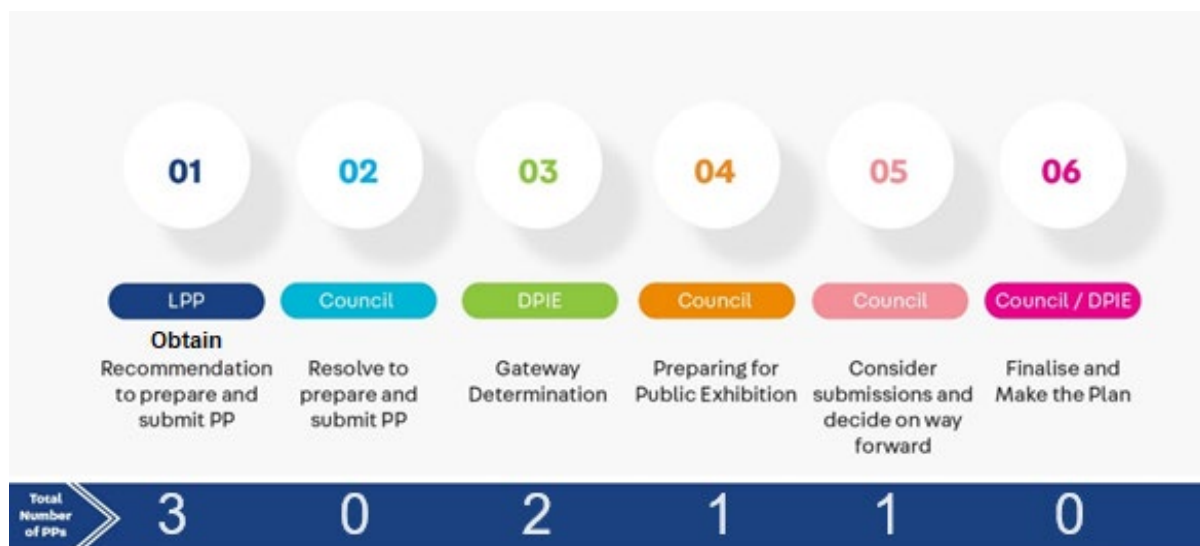 01 02 03 04 05 06
LPP Council DPIE Council Council Council / DPIE
Obtain
Recommendation
to prepare and
submit PP
Resolve to
prepare and
submit PP
Gateway
Determination
Preparing for
Public Exhibition
Consider
submissions and
decide on way
forward
Finalise and
Make the Plan
Total
Number
of PPs
3 0 2 1 1 0